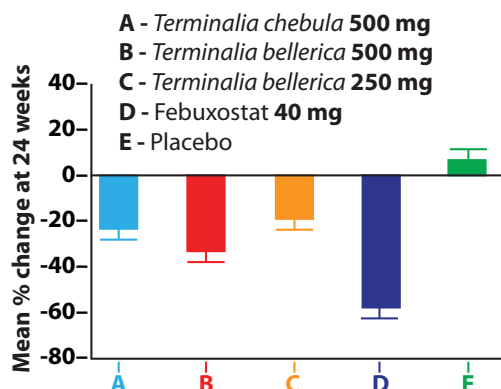 A - Terminalia chebula 500 mg
B - Terminalia bellerica 500 mg
C - Terminalia bellerica 250 mg
D - Febuxostat 40 mg
E - Placebo
Mean % change at 24 weeks
40
20
0
-20
-40
-60
-80
A B C D E